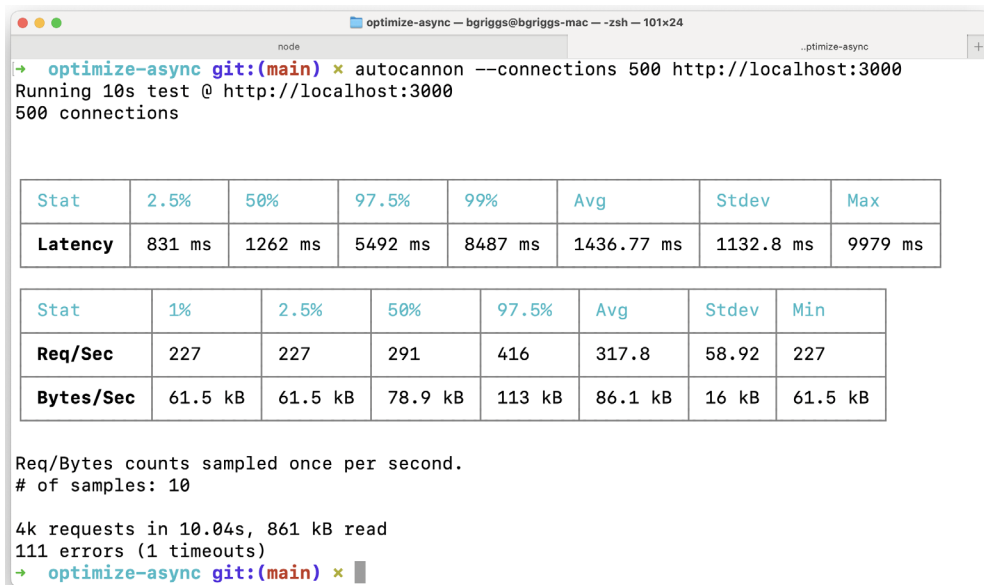 optimize-async — bgriggs@bgriggs-mac — -zsh — 101×24
node ..ptimize-async +
→ optimize-async git:(main) × autocannon --connections 500 http://localhost:3000
Running 10s test @ http://localhost:3000
500 connections
Stat 2.5% 50% 97.5% 99% Avg Stdev Max
Latency 831 ms 1262 ms 5492 ms 8487 ms 1436.77 ms 1132.8 ms 9979 ms
Stat 1% 2.5% 50% 97.5% Avg Stdev Min
Req/Sec 227 227 291 416 317.8 58.92 227
Bytes/Sec 61.5 kB 61.5 kB 78.9 kB 113 kB 86.1 kB 16 kB 61.5 kB
Req/Bytes counts sampled once per second.
# of samples: 10
4k requests in 10.04s, 861 kB read
111 errors (1 timeouts)
→ optimize-async git:(main) ×